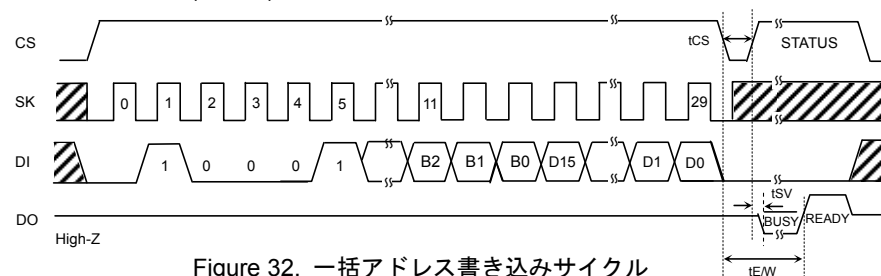 CS tCS STATUS
SK 0 1 2 3 4 5 11 29
DI 1 0 0 0 1 B2 B1 B0 D15 D1 D0
tSV
DO BUSY READY
High-Z
tE/W
Figure 32. 一括アドレス書き込みサイクル